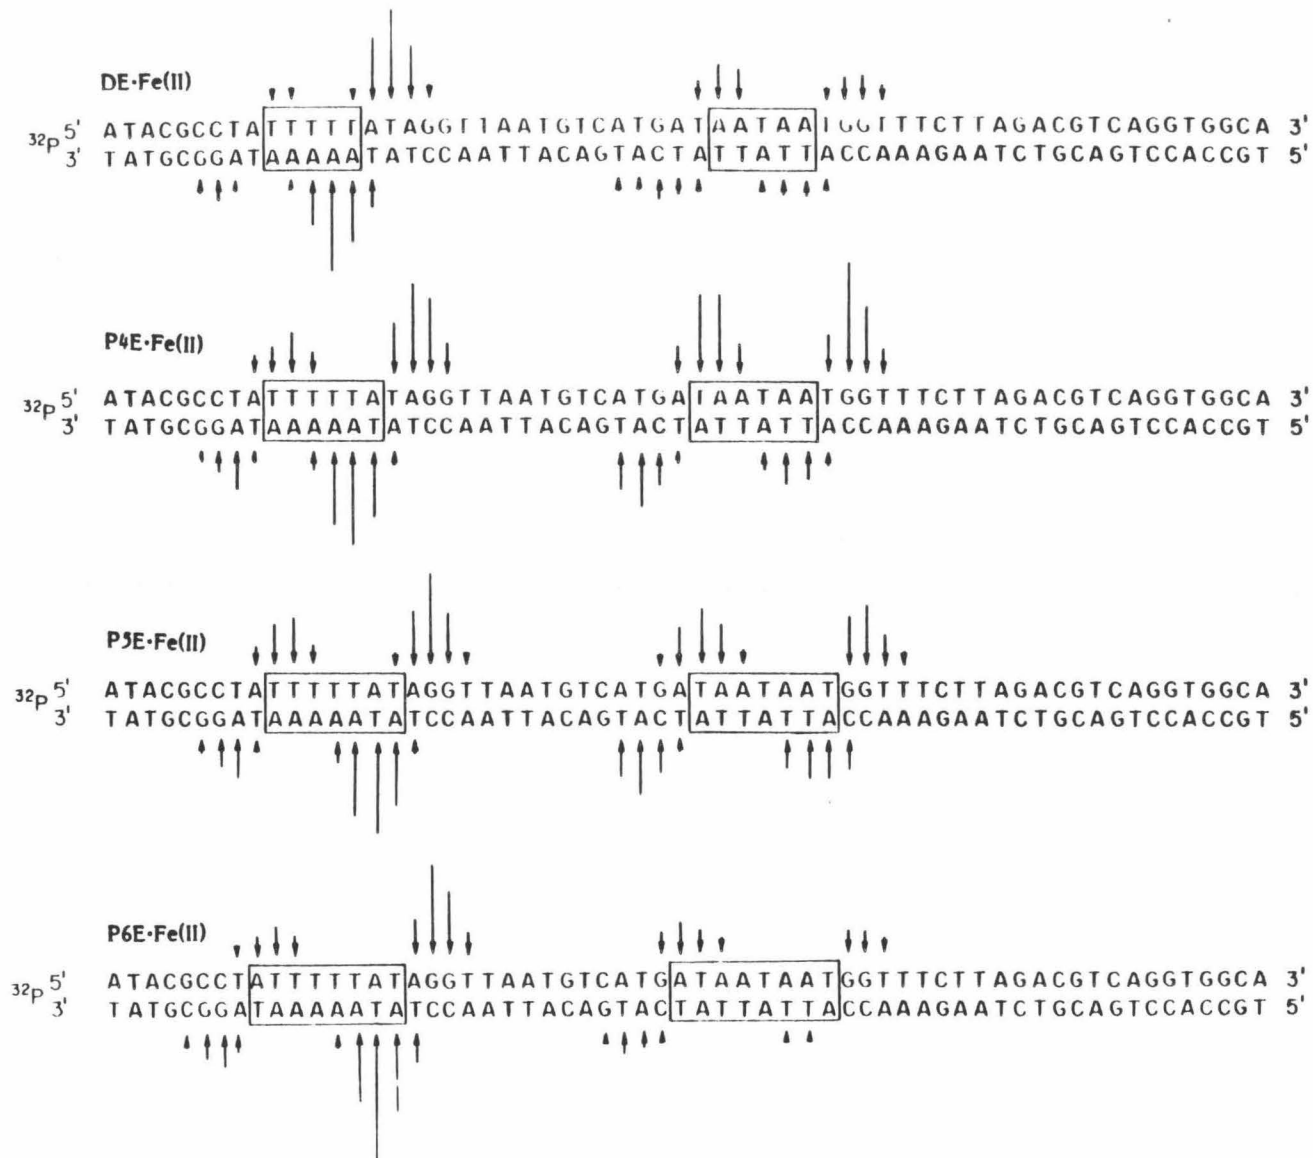 DE·Fe(II)
5' ATACGCCTATTTTTATAGGTTAATGTCATGATAATAATGGTTTCTTAGACGTCAGGTGGCA 3'
32P
3' TATGCGGATAAAAATATCCAATTACAGTACTATTATTACCAAAGAATCTGCAGTCCACCGT 5'
P4E·Fe(II)
5' ATACGCCTATTTTTATAGGTTAATGTCATGATAATAATGGTTTCTTAGACGTCAGGTGGCA 3'
32P
3' TATGCGGATAAAAATATCCAATTACAGTACTATTATTACCAAAGAATCTGCAGTCCACCGT 5'
P5E·Fe(II)
5' ATACGCCTATTTTTATAGGTTAATGTCATGATAATAATGGTTTCTTAGACGTCAGGTGGCA 3'
32P
3' TATGCGGATAAAAATATCCAATTACAGTACTATTATTACCAAAGAATCTGCAGTCCACCGT 5'
P6E·Fe(II)
5' ATACGCCTATTTTTATAGGTTAATGTCATGATAATAATGGTTTCTTAGACGTCAGGTGGCA 3'
32P
3' TATGCGGATAAAAATATCCAATTACAGTACTATTATTACCAAAGAATCTGCAGTCCACCGT 5'